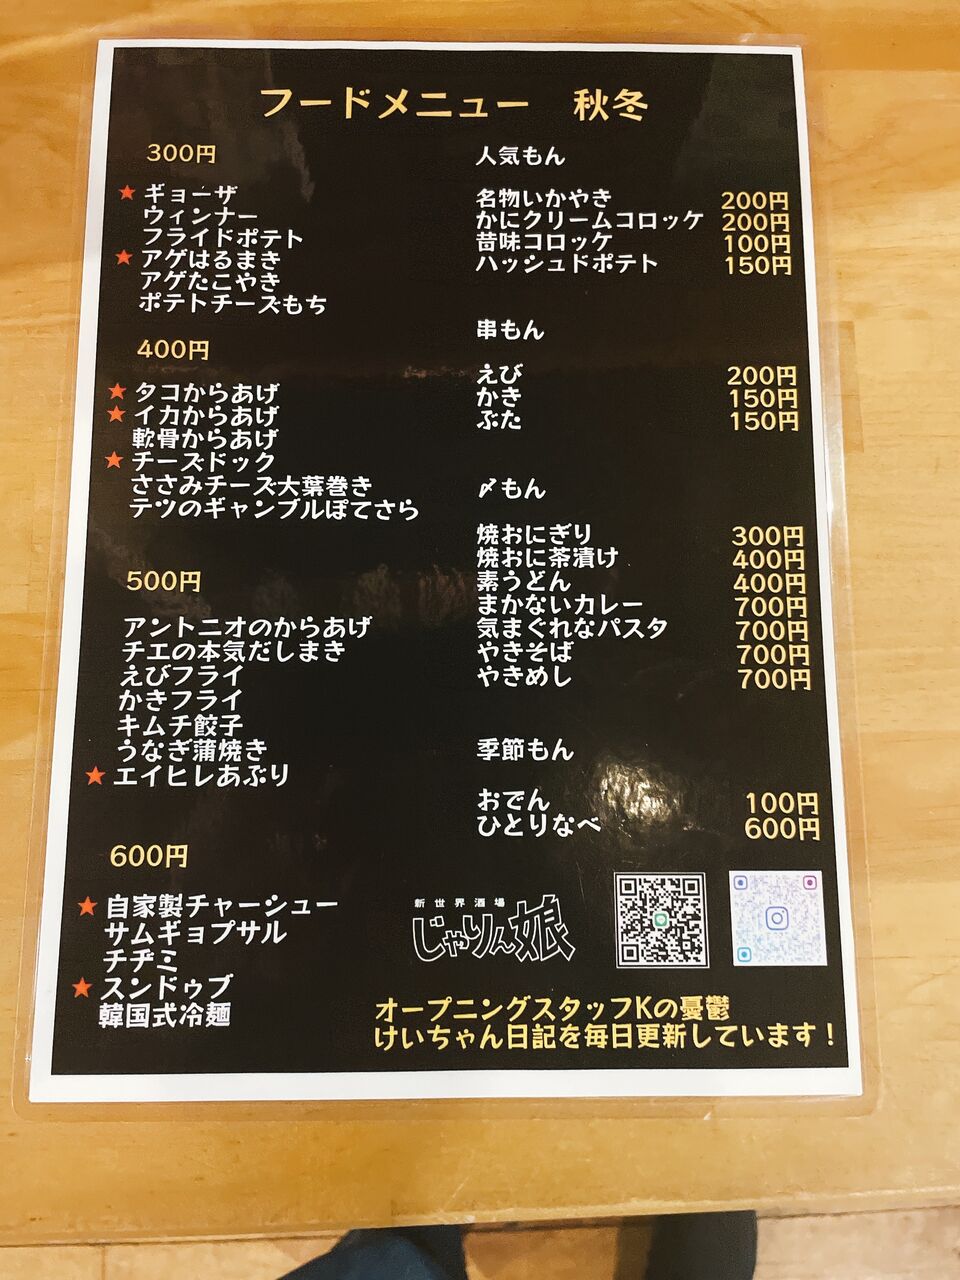 フードメニュー 秋冬
300円
★ギョーザ
ウィンナー
フライドポテト
★アゲはるまき
アゲたこやき
ポテトチーズもち
400円
★タコからあげ
★イカからあげ
軟骨からあげ
★チーズドック
ささみチーズ大葉巻き
テツのギャンブルぽてさら
500円
アントニオのからあげ
チエの本気だしまき
えびフライ
かきフライ
キムチ餃子
うなぎ蒲焼き
★エイヒレあぶり
600円
★自家製チャーシュー
サムギョプサル
チヂミ
★スンドゥブ
韓国式冷麺
人気もん
名物いかやき 200円
かにクリームコロッケ 200円
昔味コロッケ 100円
ハッシュドポテト 150円
串もん
えび 200円
かき 150円
ぶた 150円
〆もん
焼おにぎり 300円
焼おに茶漬け 400円
素うどん 400円
まかないカレー 700円
気まぐれなパスタ 700円
やきそば 700円
やきめし 700円
季節もん
おでん 100円
ひとりなべ 600円
新世界酒場
じゃりん娘
オープニングスタッフKの憂鬱
けいちゃん日記を毎日更新しています！